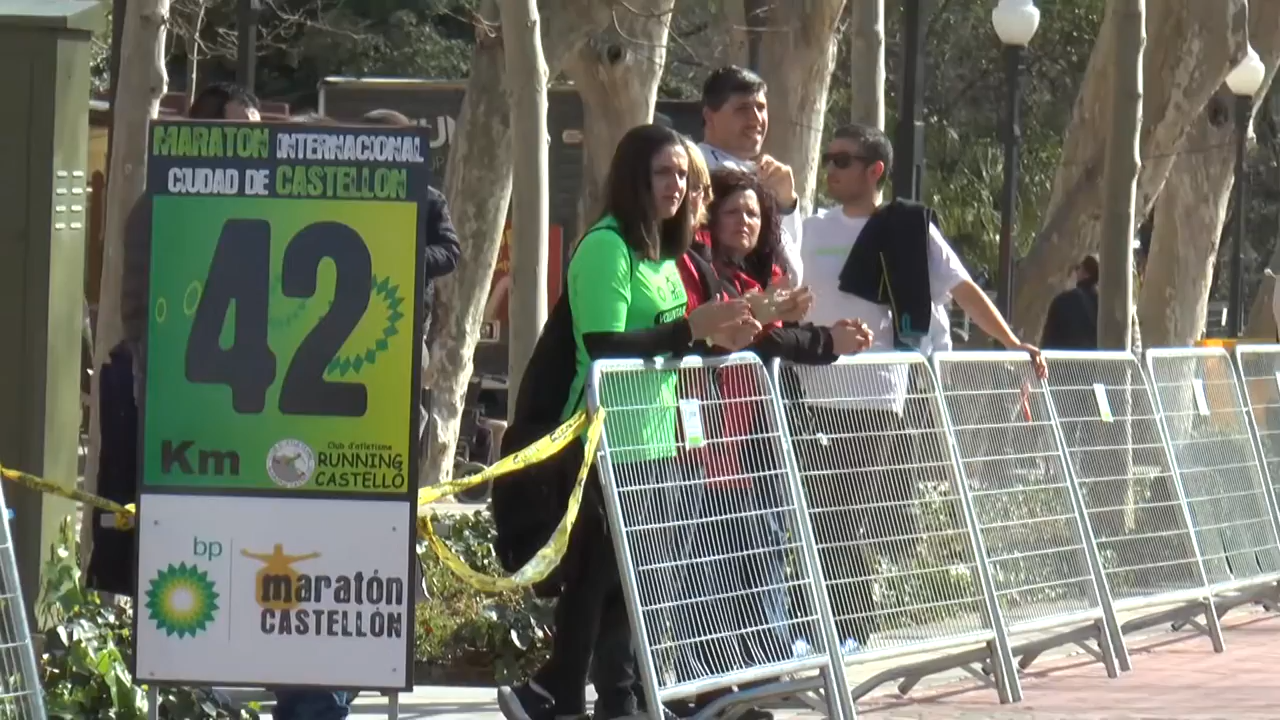 MARATON INTERNACIONAL
CIUDAD DE CASTELLON
42
Km
Club d'atletisme
RUNNING
CASTELLÓ
bp
maratón
CASTELLÓN